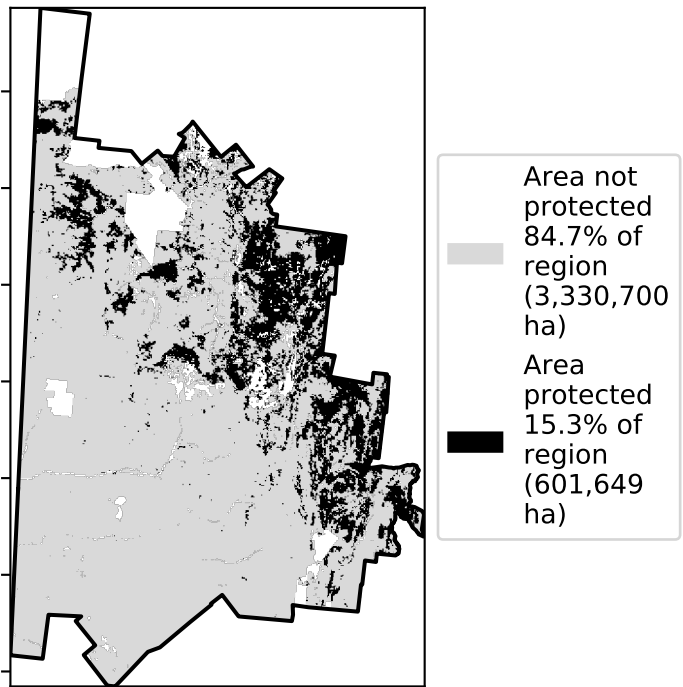 Area not
protected
84.7% of
region
(3,330,700
ha)
Area
protected
15.3% of
region
(601,649
ha)